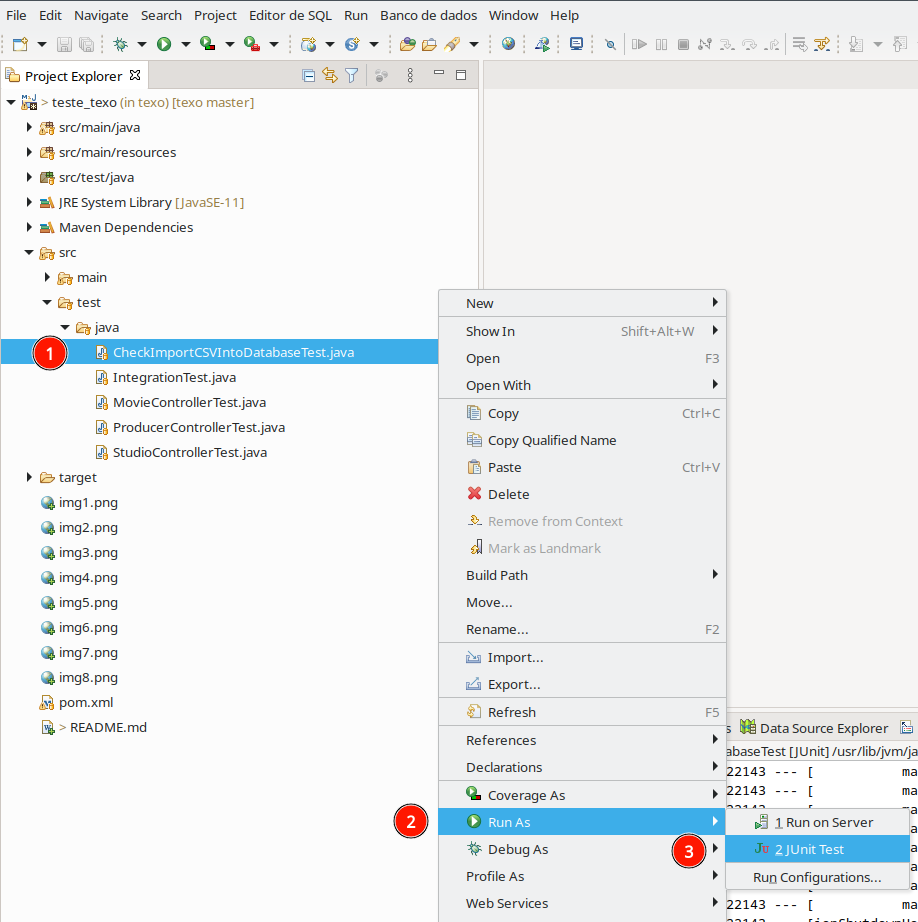 File Edit Navigate Search Project Editor de SQL Run Banco de dados Window Help
Project Explorer
> teste_texo (in texo) [texo master]
src/main/java
src/main/resources
src/test/java
JRE System Library [JavaSE-11]
Maven Dependencies
src
main
test
java
1
CheckImportCSVIntoDatabaseTest.java
IntegrationTest.java
MovieControllerTest.java
ProducerControllerTest.java
StudioControllerTest.java
target
img1.png
img2.png
img3.png
img4.png
img5.png
img6.png
img7.png
img8.png
pom.xml
> README.md
New
Show In Shift+Alt+W
Open F3
Open With
Copy Ctrl+C
Copy Qualified Name
Paste Ctrl+V
Delete
Remove from Context
Mark as Landmark
Build Path
Move...
Rename... F2
Import...
Export...
Refresh F5
References
Declarations
Coverage As
2
Run As
Debug As
3
Profile As
Web Services
1 Run on Server
2 JUnit Test
Run Configurations...
s Data Source Explorer
abaseTest [JUnit] /usr/lib/jvm/ja
22143 --- [ ma
22143 --- [ ma
22143 --- [